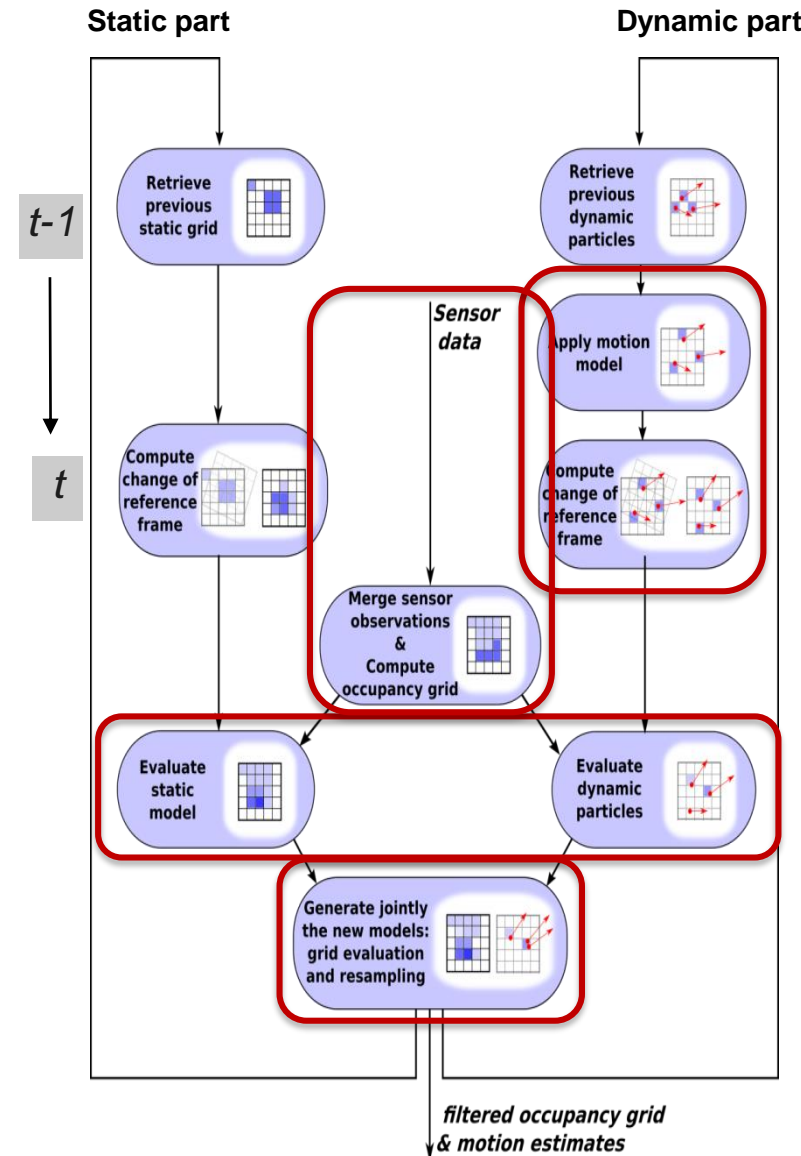 Static part
Dynamic part
Retrieve
previous
static grid
Retrieve
previous
dynamic
particles
t-1
Sensor
data
Apply motion
model
t
Compute
change of
reference
frame
Compute
change of
reference
frame
Merge sensor
observations
&
Compute
occupancy grid
Evaluate
static
model
Evaluate
dynamic
particles
Generate jointly
the new models:
grid evaluation
and resampling
filtered occupancy grid
& motion estimates